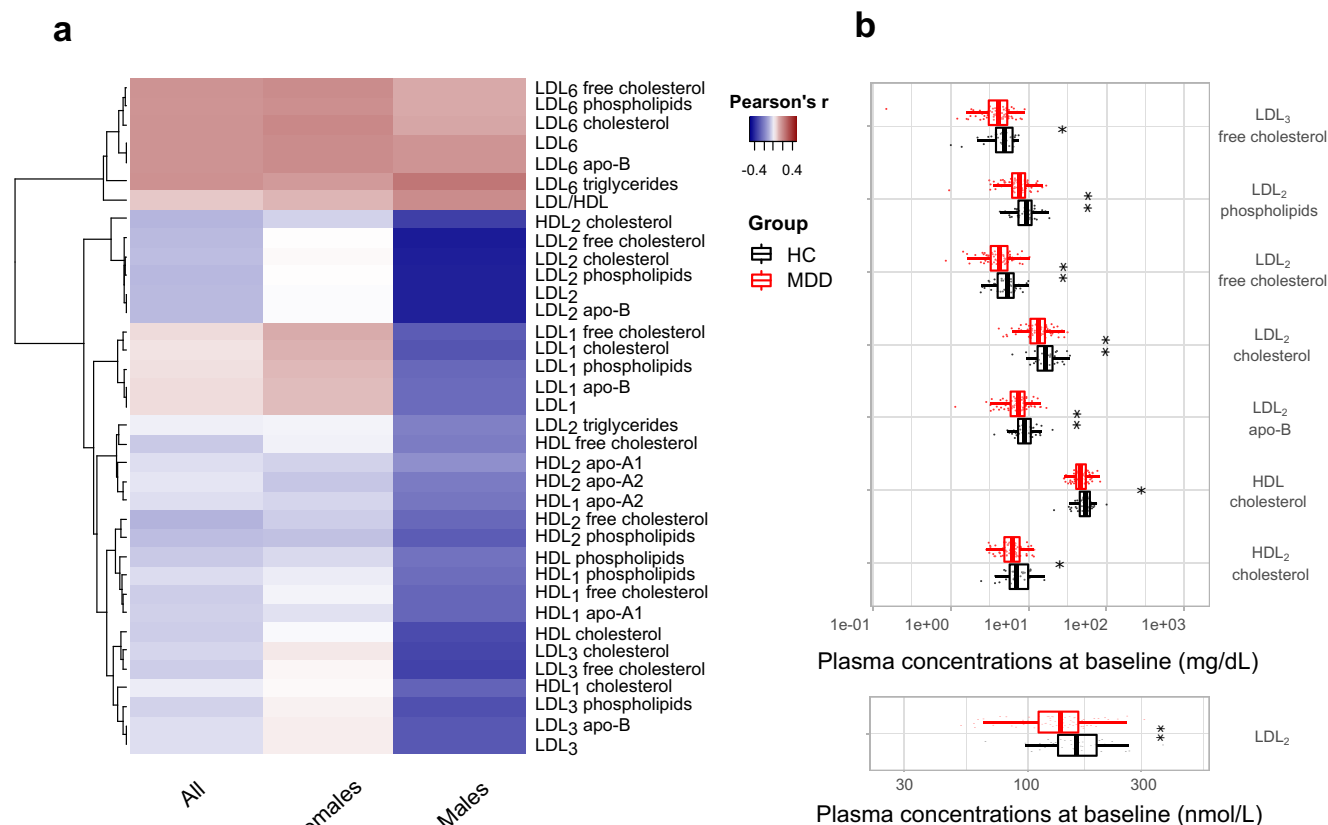 a
LDL6 free cholesterol
LDL6 phospholipids
LDL6 cholesterol
LDL6
LDL6 apo-B
LDL6 triglycerides
LDL/HDL
HDL2 cholesterol
LDL2 free cholesterol
LDL2 cholesterol
LDL2 phospholipids
LDL2
LDL2 apo-B
LDL1 free cholesterol
LDL1 cholesterol
LDL1 phospholipids
LDL1 apo-B
LDL1
LDL2 triglycerides
HDL free cholesterol
HDL2 apo-A1
HDL2 apo-A2
HDL1 apo-A2
HDL2 free cholesterol
HDL2 phospholipids
HDL phospholipids
HDL1 phospholipids
HDL1 free cholesterol
HDL1 apo-A1
HDL cholesterol
LDL3 cholesterol
LDL3 free cholesterol
HDL1 cholesterol
LDL3 phospholipids
LDL3 apo-B
LDL3
All
Males
Pearson's r
-0.4 0.4
Group
HC
MDD
b
LDL3
free cholesterol
*
LDL2
phospholipids
**
LDL2
free cholesterol
**
LDL2
cholesterol
**
LDL2
apo-B
**
HDL
cholesterol
*
HDL2
cholesterol
*
1e-01 1e+00 1e+01 1e+02 1e+03
Plasma concentrations at baseline (mg/dL)
LDL2
**
30 100 300
Plasma concentrations at baseline (nmol/L)